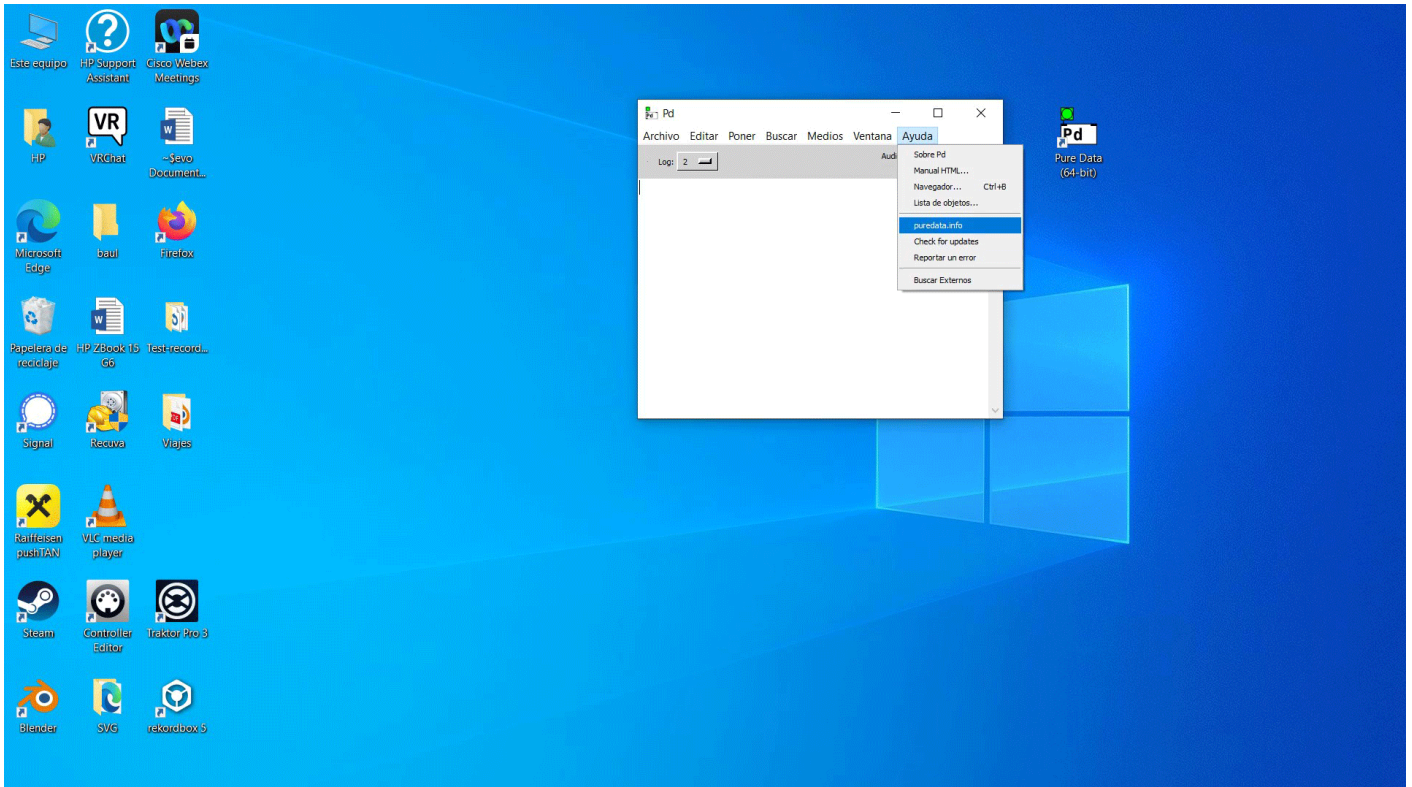 Este equipo
HP Support
Assistant
Cisco Webex
Meetings
HP
VR
VRChat
~$evo
Document...
Microsoft
Edge
baul
Firefox
Papelera de
reciclaje
HP ZBook 15
G6
Test-record...
Signal
Recuva
Viajes
Raiffeisen
pushTAN
VLC media
player
Steam
Controller
Editor
Traktor Pro 3
Blender
SVG
rekordbox 5
Pd
Archivo Editar Poner Buscar Medios Ventana Ayuda
Log: 2
Audi
Sobre Pd
Manual HTML...
Navegador... Ctrl+B
Lista de objetos...
puredata.info
Check for updates
Reportar un error
Buscar Externos
Pd
Pure Data
(64-bit)